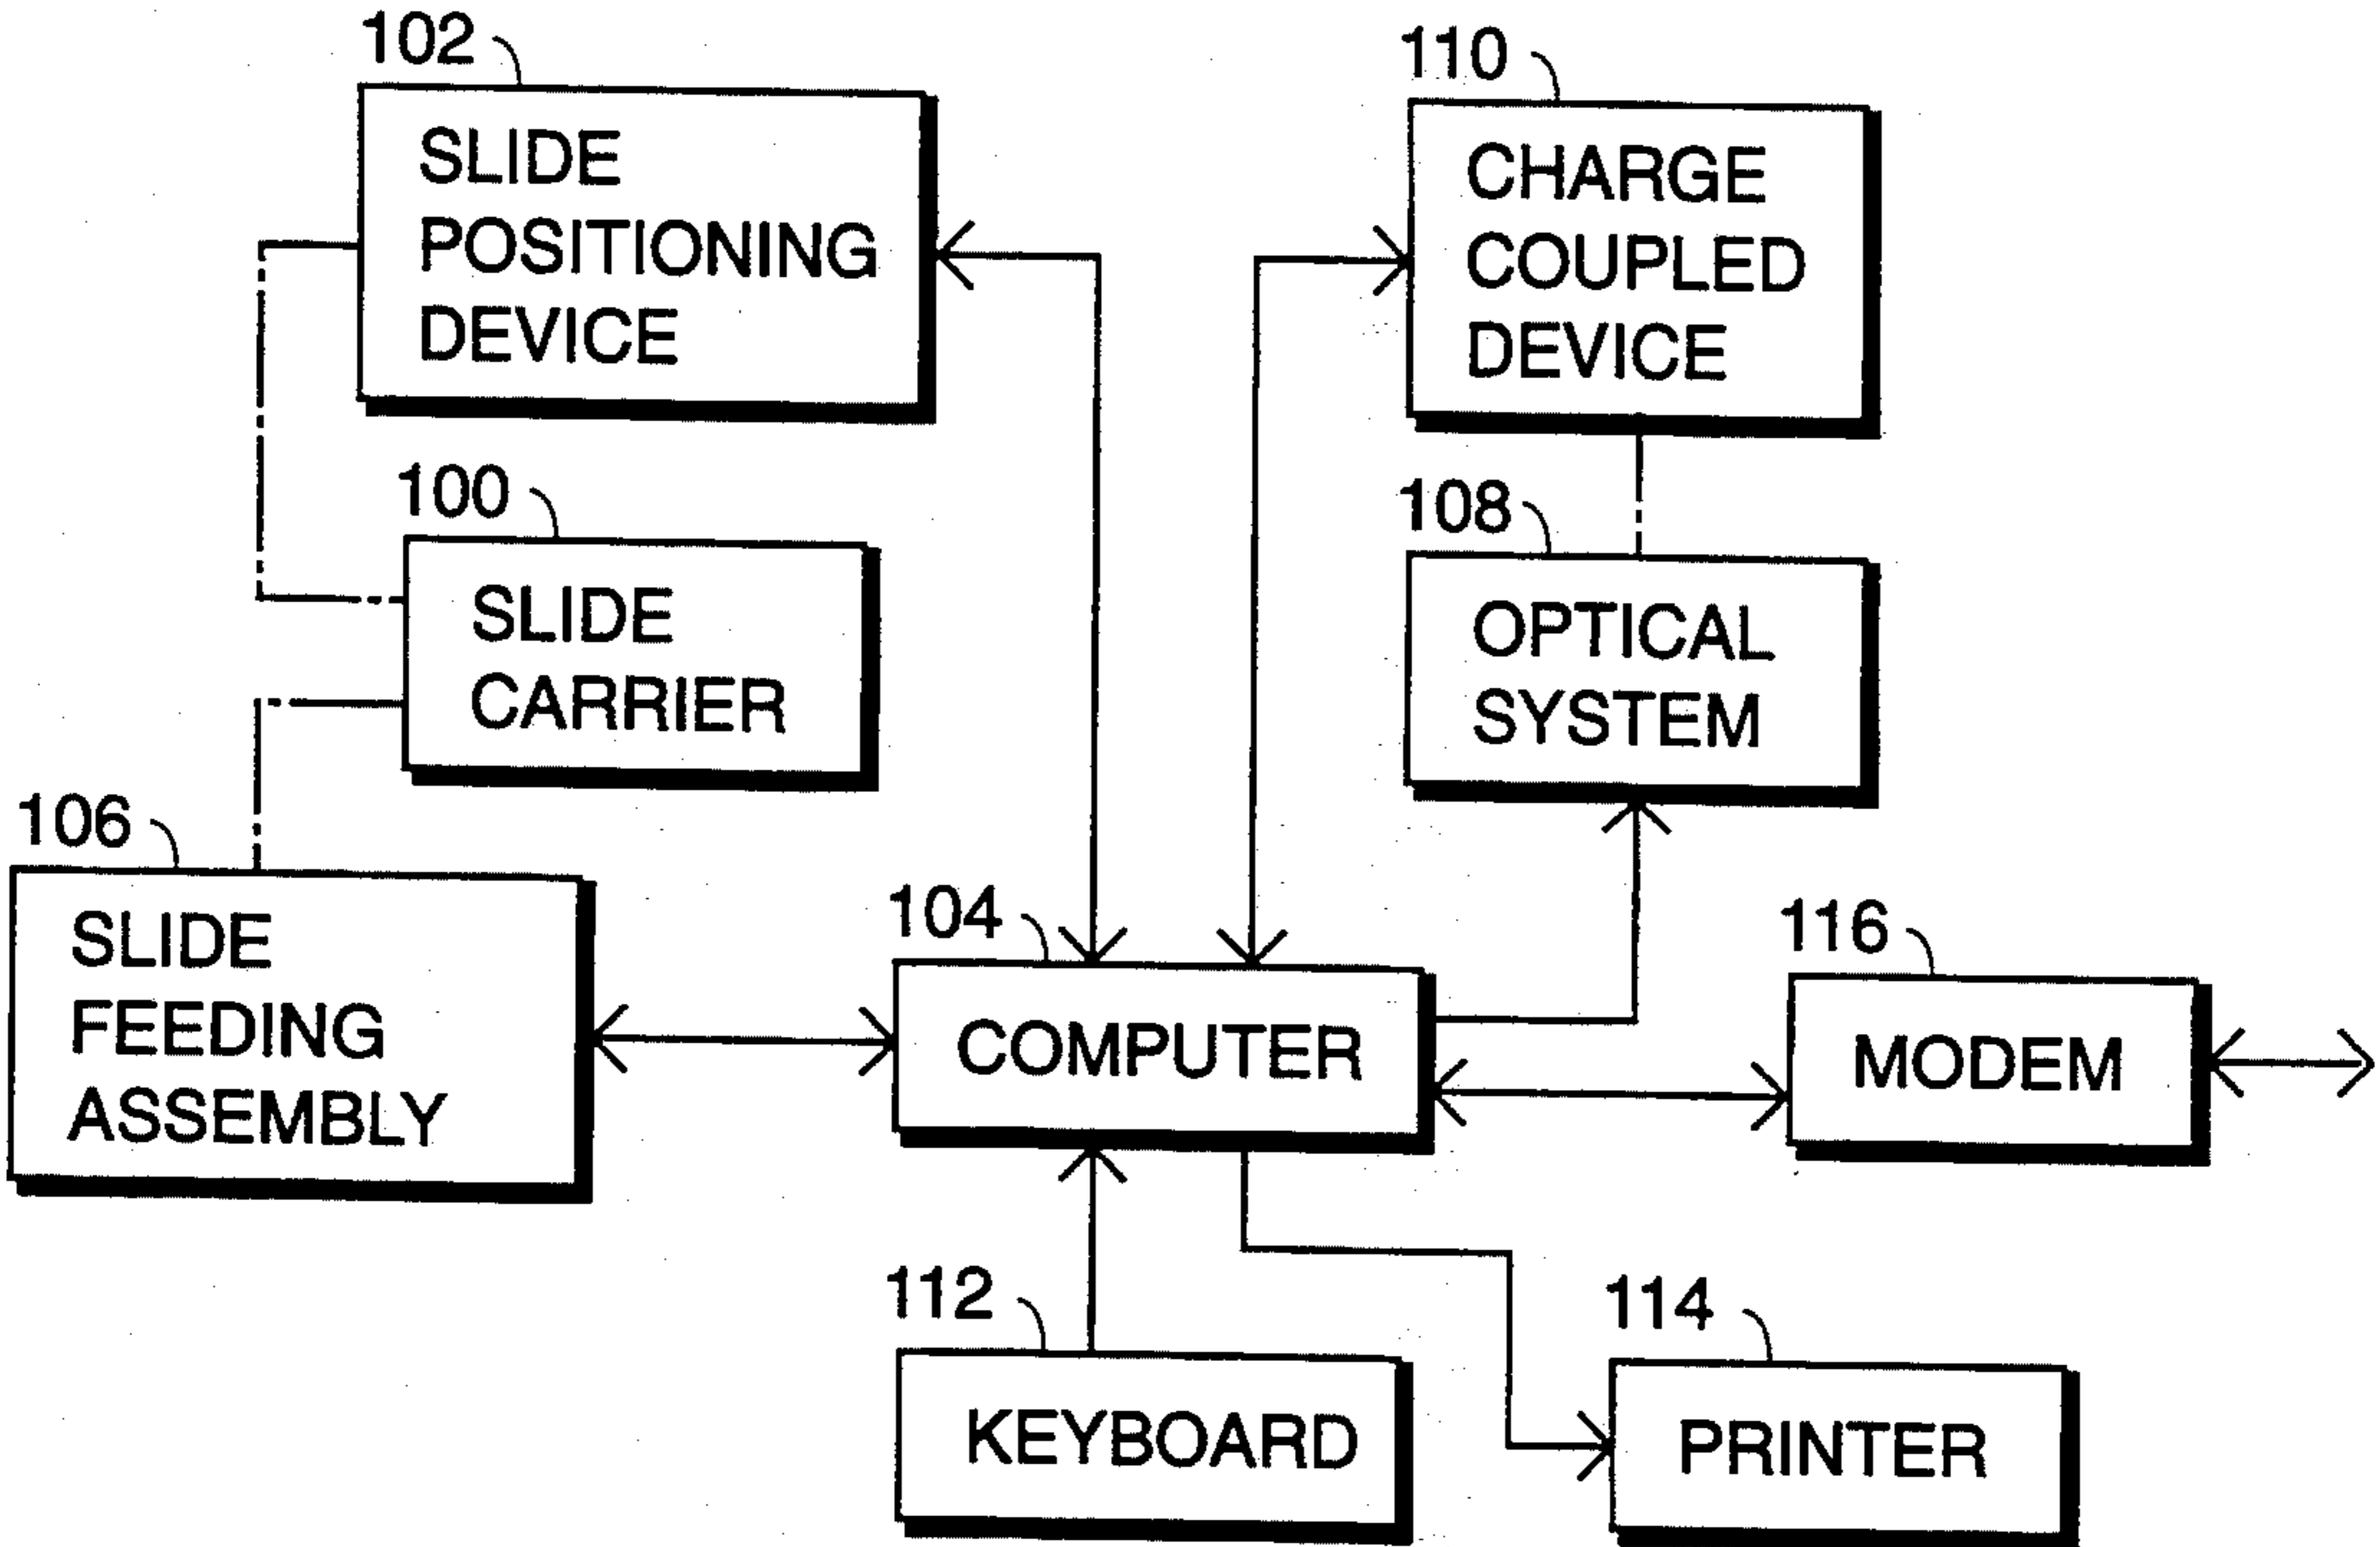 102
SLIDE
POSITIONING
DEVICE
110
CHARGE
COUPLED
DEVICE
100
SLIDE
CARRIER
108
OPTICAL
SYSTEM
106
SLIDE
FEEDING
ASSEMBLY
104
COMPUTER
116
MODEM
112
KEYBOARD
114
PRINTER